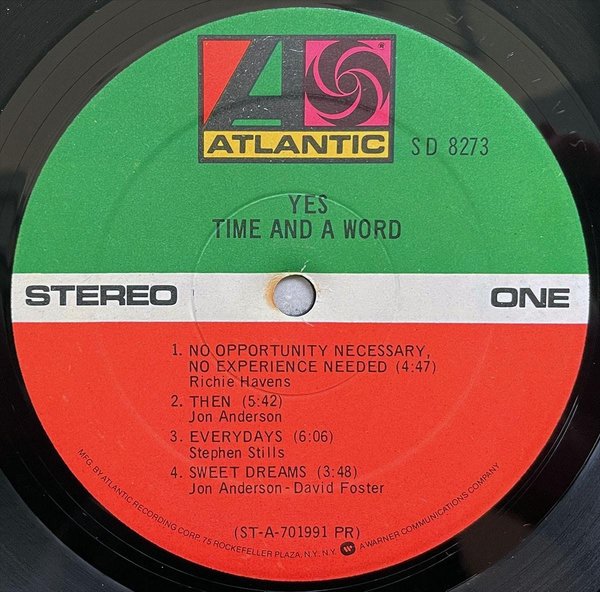 ATLANTIC
SD 8273
YES
TIME AND A WORD
STEREO
ONE
1. NO OPPORTUNITY NECESSARY,
NO EXPERIENCE NEEDED (4:47)
Richie Havens
2. THEN (5:42)
Jon Anderson
3. EVERYDAYS (6:06)
Stephen Stills
4. SWEET DREAMS (3:48)
Jon Anderson - David Foster
(ST-A-701991 PR)
MFG. BY ATLANTIC RECORDING CORP. 75 ROCKEFELLER PLAZA, N.Y., N.Y. A WARNER COMMUNICATIONS COMPANY